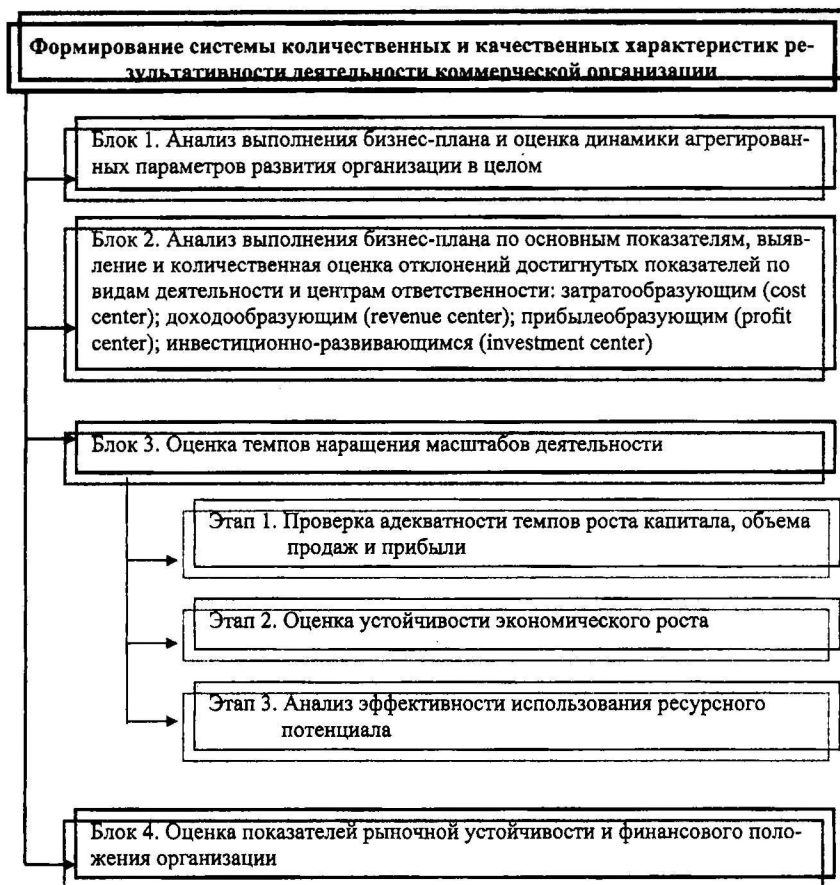 Формирование системы количественных и качественных характеристик ре-
зультативности деятельности коммерческой организации
Блок 1. Анализ выполнения бизнес-плана и оценка динамики агрегирован-
ных параметров развития организации в целом
Блок 2. Анализ выполнения бизнес-плана по основным показателям, выяв-
ление и количественная оценка отклонений достигнутых показателей по
видам деятельности и центрам ответственности: затратообразующим (cost
center); доходообразующим (revenue center); прибылеобразующим (profit
center); инвестиционно-развивающимся (investment center)
Блок 3. Оценка темпов наращения масштабов деятельности
Этап 1. Проверка адекватности темпов роста капитала, объема
продаж и прибыли
Этап 2. Оценка устойчивости экономического роста
Этап 3. Анализ эффективности использования ресурсного
потенциала
Блок 4. Оценка показателей рыночной устойчивости и финансового поло-
жения организации